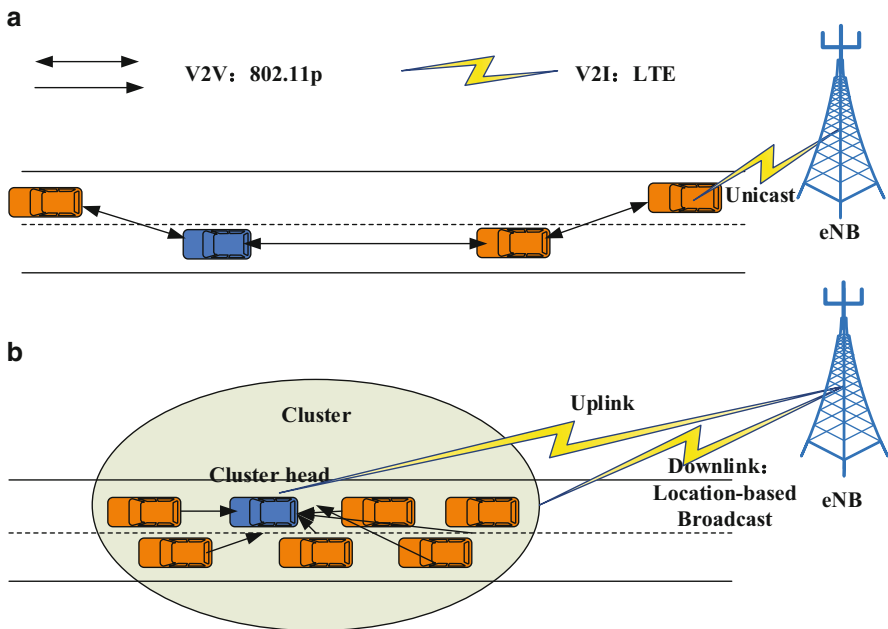 a
V2V：802.11p
V2I：LTE
Unicast
eNB
b
Cluster
Cluster head
Uplink
Downlink：
Location-based
Broadcast
eNB